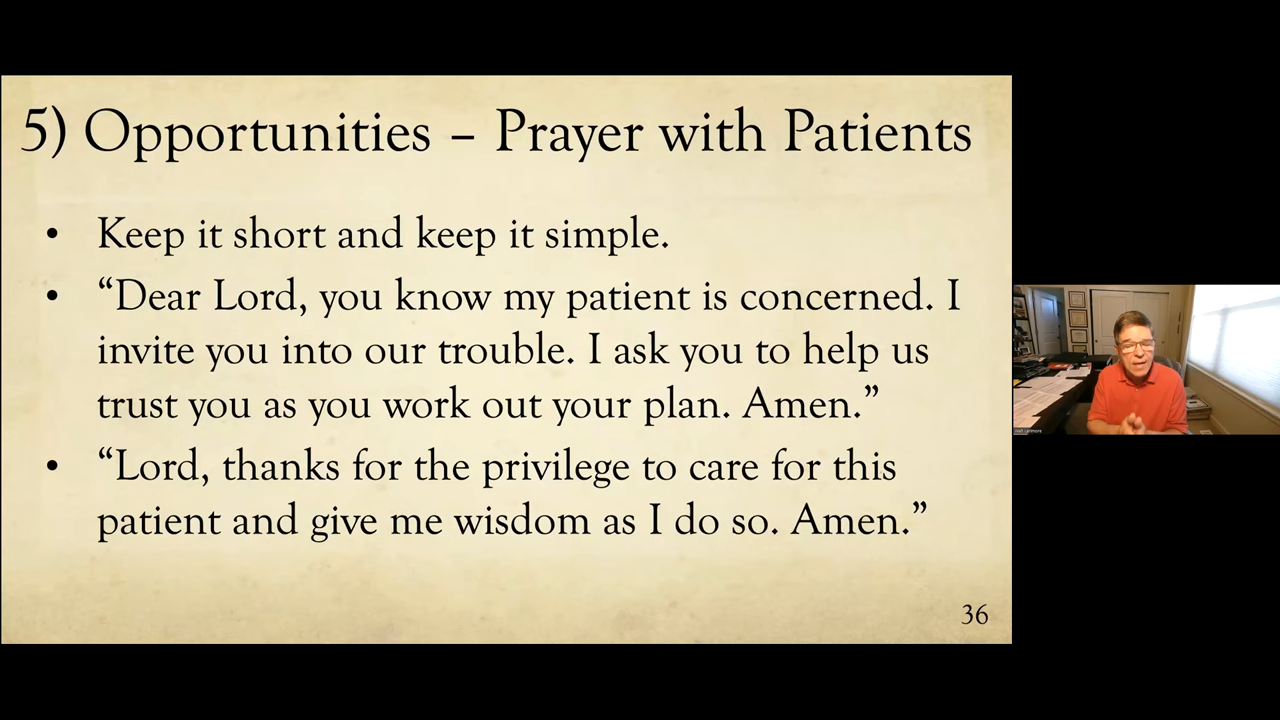 5) Opportunities – Prayer with Patients
• Keep it short and keep it simple.
• “Dear Lord, you know my patient is concerned. I
invite you into our trouble. I ask you to help us
trust you as you work out your plan. Amen.”
• “Lord, thanks for the privilege to care for this
patient and give me wisdom as I do so. Amen.”
36